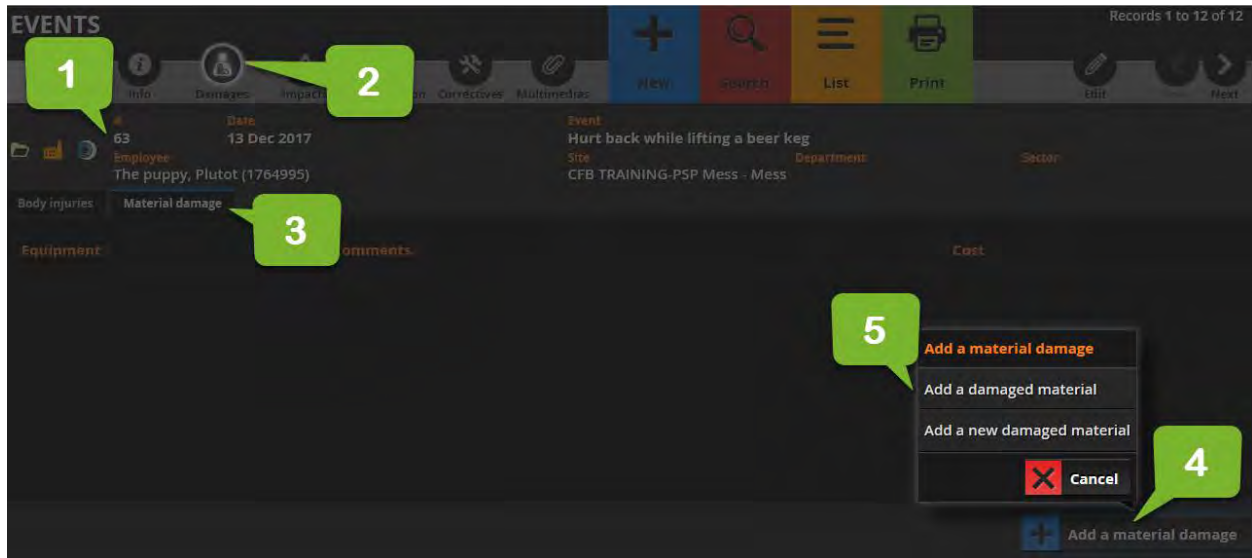 EVENTS
Records 1 to 12 of 12
1
2
Info
Damages
Correctives
Multimedias
New
Search
List
Print
Edit
Next
#
Date
Event
63
13 Dec 2017
Hurt back while lifting a beer keg
Employee
Site
Department
Sector
The puppy, Plutot (1764995)
CFB TRAINING-PSP Mess - Mess
Body injuries
Material damage
3
Equipment
omments
Cost
5
Add a material damage
Add a damaged material
Add a new damaged material
Cancel
4
Add a material damage